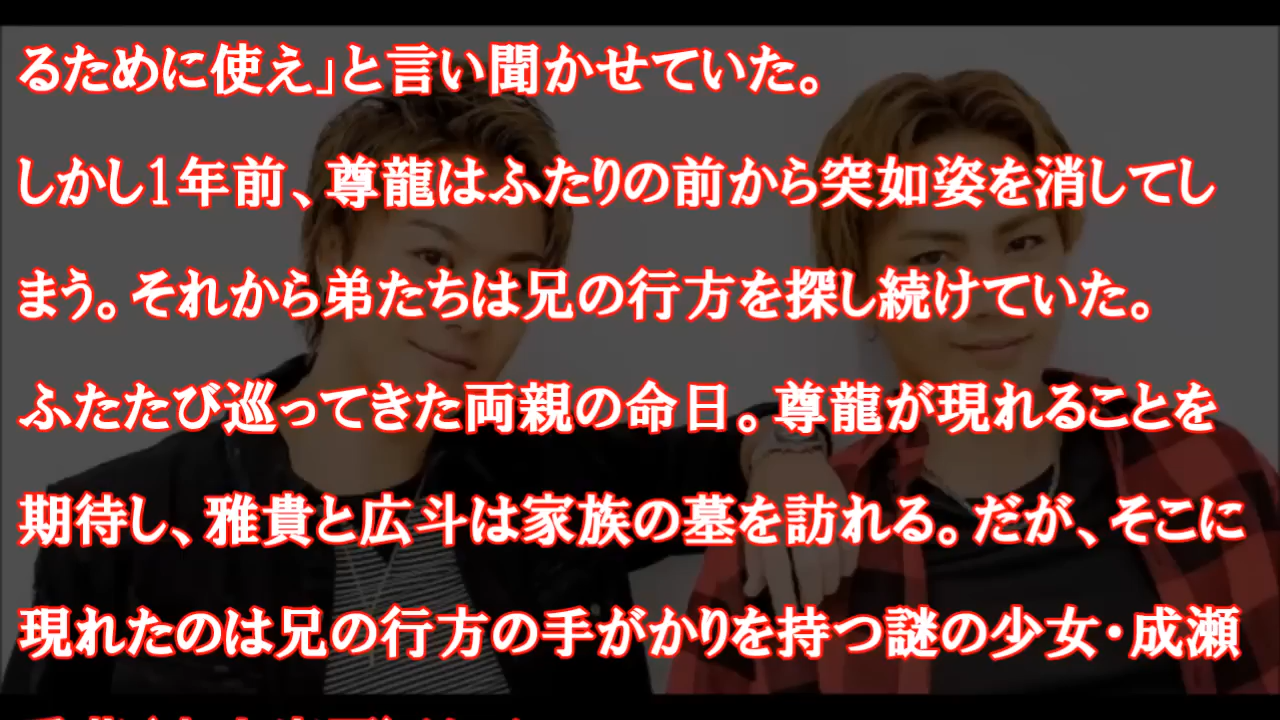 るために使え」と言い聞かせていた。
しかし1年前、尊龍はふたりの前から突如姿を消してし
まう。それから弟たちは兄の行方を探し続けていた。
ふたたび巡ってきた両親の命日。尊龍が現れることを
期待し、雅貴と広斗は家族の墓を訪れる。だが、そこに
現れたのは兄の行方の手がかりを持つ謎の少女・成瀬